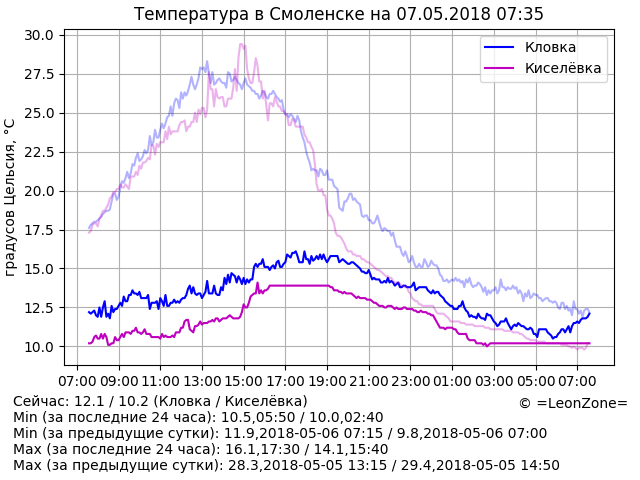 Температура в Смоленске на 07.05.2018 07:35
градусов Цельсия, °C
30.0
27.5
25.0
22.5
20.0
17.5
15.0
12.5
10.0
Кловка
Киселёвка
07:00 09:00 11:00 13:00 15:00 17:00 19:00 21:00 23:00 01:00 03:00 05:00 07:00
Сейчас: 12.1 / 10.2 (Кловка / Киселёвка)
© =LeonZone=
Min (за последние 24 часа): 10.5,05:50 / 10.0,02:40
Min (за предыдущие сутки): 11.9,2018-05-06 07:15 / 9.8,2018-05-06 07:00
Max (за последние 24 часа): 16.1,17:30 / 14.1,15:40
Max (за предыдущие сутки): 28.3,2018-05-05 13:15 / 29.4,2018-05-05 14:50